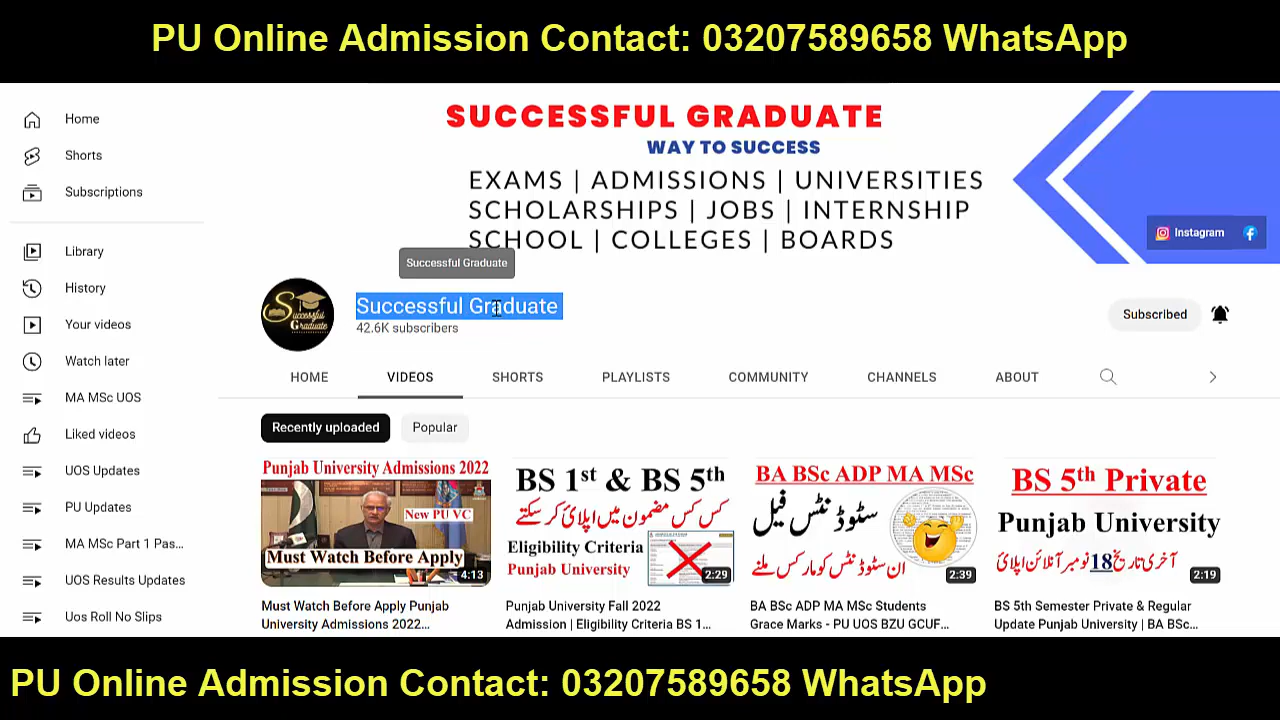 PU Online Admission Contact: 03207589658 WhatsApp
Home
Shorts
Subscriptions
Library
History
Your videos
Watch later
MA MSc UOS
Liked videos
UOS Updates
PU Updates
MA MSc Part 1 Pas...
UOS Results Updates
Uos Roll No Slips
SUCCESSFUL GRADUATE
WAY TO SUCCESS
EXAMS | ADMISSIONS | UNIVERSITIES
SCHOLARSHIPS | JOBS | INTERNSHIP
SCHOOL | COLLEGES | BOARDS
Instagram
Successful Graduate
Successful Graduate
Successful Graduate
42.6K subscribers
Subscribed
HOME VIDEOS SHORTS PLAYLISTS COMMUNITY CHANNELS ABOUT
Recently uploaded Popular
Punjab University Admissions 2022
New PU VC
Must Watch Before Apply
4:13
Must Watch Before Apply Punjab
University Admissions 2022...
BS 1st & BS 5th
کس کس مضمون میں اپلائ کر سکتے
Eligibility Criteria
Punjab University
2:29
Punjab University Fall 2022
Admission | Eligibility Criteria BS 1...
BA BSc ADP MA MSc
سٹوڈنٹس فیل
ان سٹوڈنٹس کو مارکس ملنے
2:39
BA BSc ADP MA MSc Students
Grace Marks - PU UOS BZU GCUF...
BS 5th Private
Punjab University
آخری تاریخ 18 نومبر آنلائن اپلائ
2:19
BS 5th Semester Private & Regular
Update Punjab University | BA BSc...
PU Online Admission Contact: 03207589658 WhatsApp